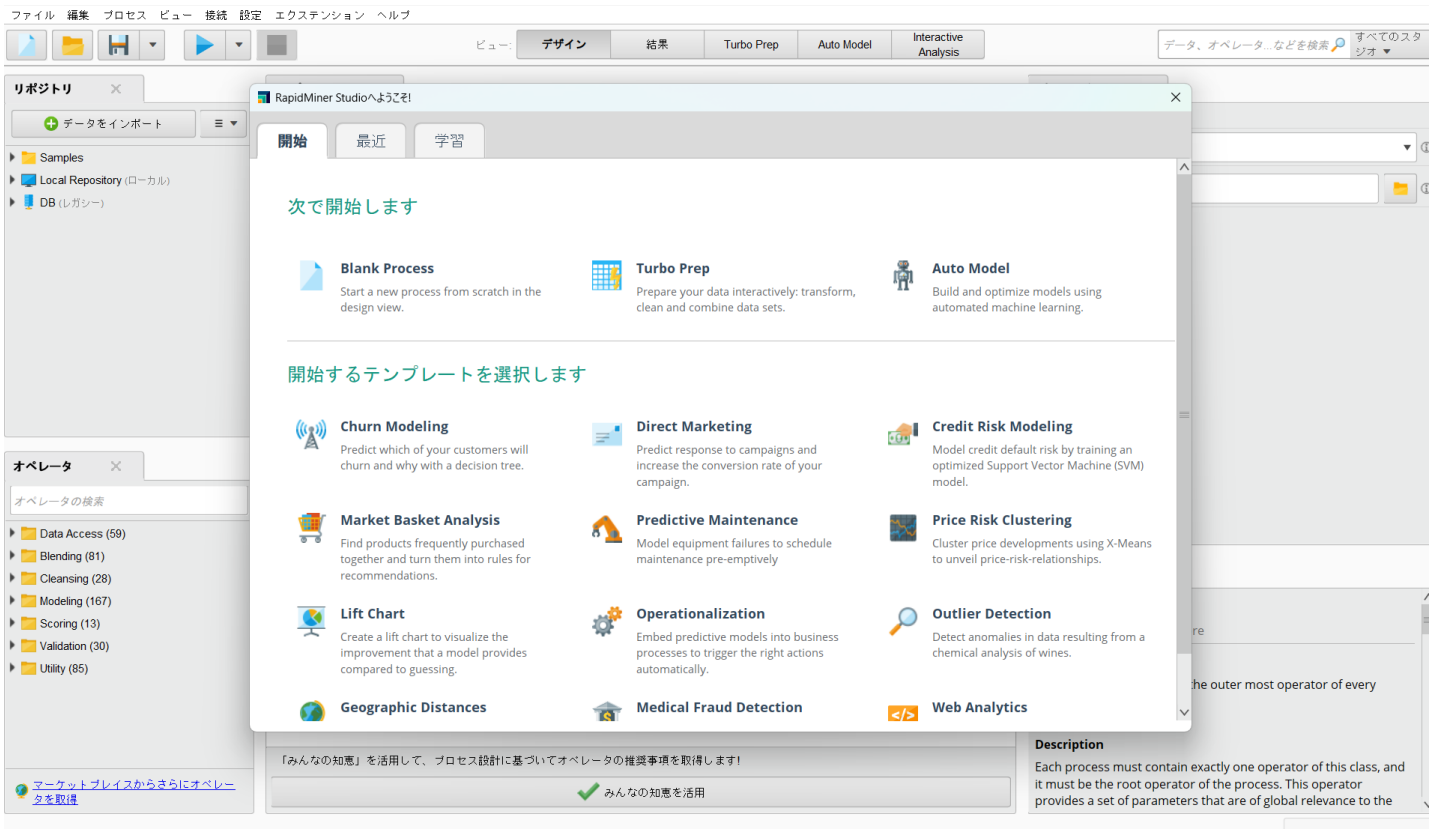 ファイル 編集 プロセス ビュー 接続 設定 エクステンション ヘルプ
ビュー: デザイン 結果 Turbo Prep Auto Model Interactive Analysis
データ、オペレータ...などを検索 すべてのスタジオ
リポジトリ
データをインポート
Samples
Local Repository (ローカル)
DB (レガシー)
オペレータ
オペレータの検索
Data Access (59)
Blending (81)
Cleansing (28)
Modeling (167)
Scoring (13)
Validation (30)
Utility (85)
マーケットプレイスからさらにオペレー
タを取得
RapidMiner Studioへようこそ!
開始 最近 学習
次で開始します
Blank Process
Start a new process from scratch in the
design view.
Turbo Prep
Prepare your data interactively: transform,
clean and combine data sets.
Auto Model
Build and optimize models using
automated machine learning.
開始するテンプレートを選択します
Churn Modeling
Predict which of your customers will
churn and why with a decision tree.
Direct Marketing
Predict response to campaigns and
increase the conversion rate of your
campaign.
Credit Risk Modeling
Model credit default risk by training an
optimized Support Vector Machine (SVM)
model.
Market Basket Analysis
Find products frequently purchased
together and turn them into rules for
recommendations.
Predictive Maintenance
Model equipment failures to schedule
maintenance pre-emptively
Price Risk Clustering
Cluster price developments using X-Means
to unveil price-risk-relationships.
Lift Chart
Create a lift chart to visualize the
improvement that a model provides
compared to guessing.
Operationalization
Embed predictive models into business
processes to trigger the right actions
automatically.
Outlier Detection
Detect anomalies in data resulting from a
chemical analysis of wines.
Geographic Distances
Medical Fraud Detection
Web Analytics
「みんなの知恵」を活用して、プロセス設計に基づいてオペレータの推奨事項を取得します!
みんなの知恵を活用
re
the outer most operator of every
Description
Each process must contain exactly one operator of this class, and
it must be the root operator of the process. This operator
provides a set of parameters that are of global relevance to the